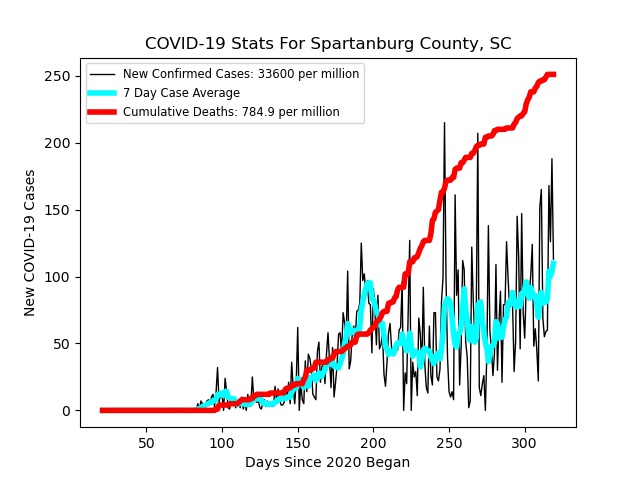 COVID-19 Stats For Spartanburg County, SC
New Confirmed Cases: 33600 per million
7 Day Case Average
Cumulative Deaths: 784.9 per million
250
200
150
100
50
0
New COVID-19 Cases
50 100 150 200 250 300
Days Since 2020 Began